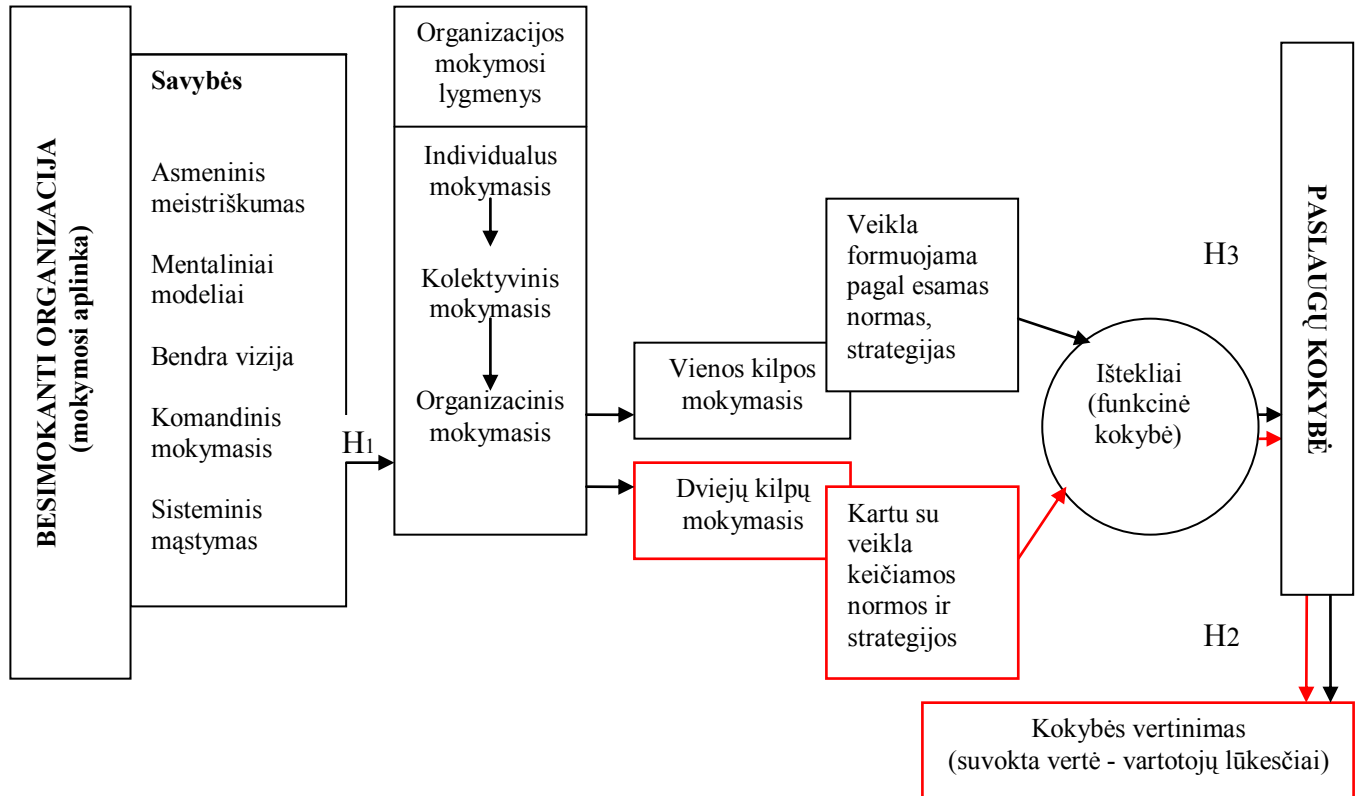 BESIMOKANTI ORGANIZACIJA
(mokymosi aplinka)
Savybės
Asmeninis
meistriškumas
Mentaliniai
modeliai
Bendra vizija
Komandinis
mokymasis
Sisteminis
mąstymas
H1
Organizacijos
mokymosi
lygmenys
Individualus
mokymasis
Kolektyvinis
mokymasis
Organizacinis
mokymasis
Vienos kilpos
mokymasis
Dviejų kilpų
mokymasis
Veikla
formuojama
pagal esamas
normas,
strategijas
Kartu su
veikla
keičiamos
normos ir
strategijos
Ištekliai
(funkcinė
kokybė)
H3
PASLAUGŲ KOKYBĖ
H2
Kokybės vertinimas
(suvokta vertė - vartotojų lūkesčiai)